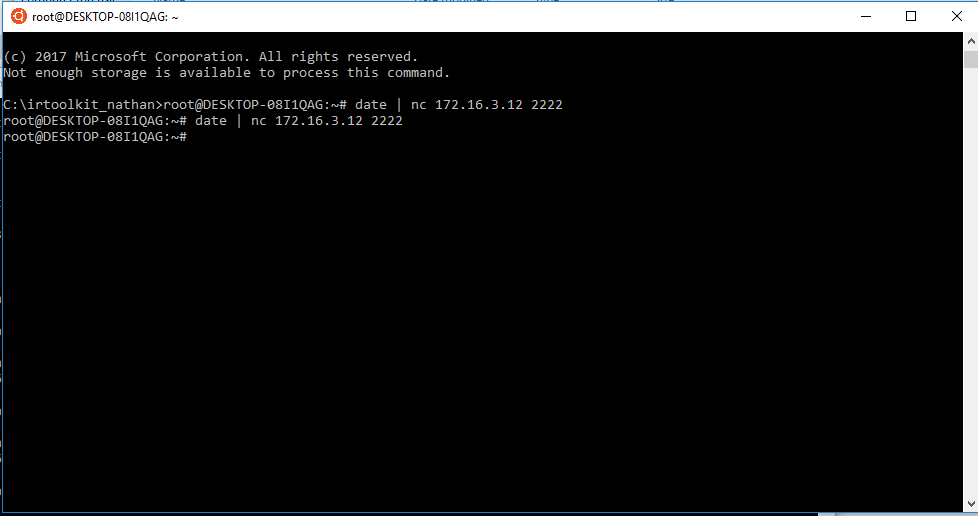 root@DESKTOP-08I1QAG: ~
(c) 2017 Microsoft Corporation. All rights reserved.
Not enough storage is available to process this command.
C:\irtoolkit_nathan>root@DESKTOP-08I1QAG:~# date | nc 172.16.3.12 2222
root@DESKTOP-08I1QAG:~# date | nc 172.16.3.12 2222
root@DESKTOP-08I1QAG:~#